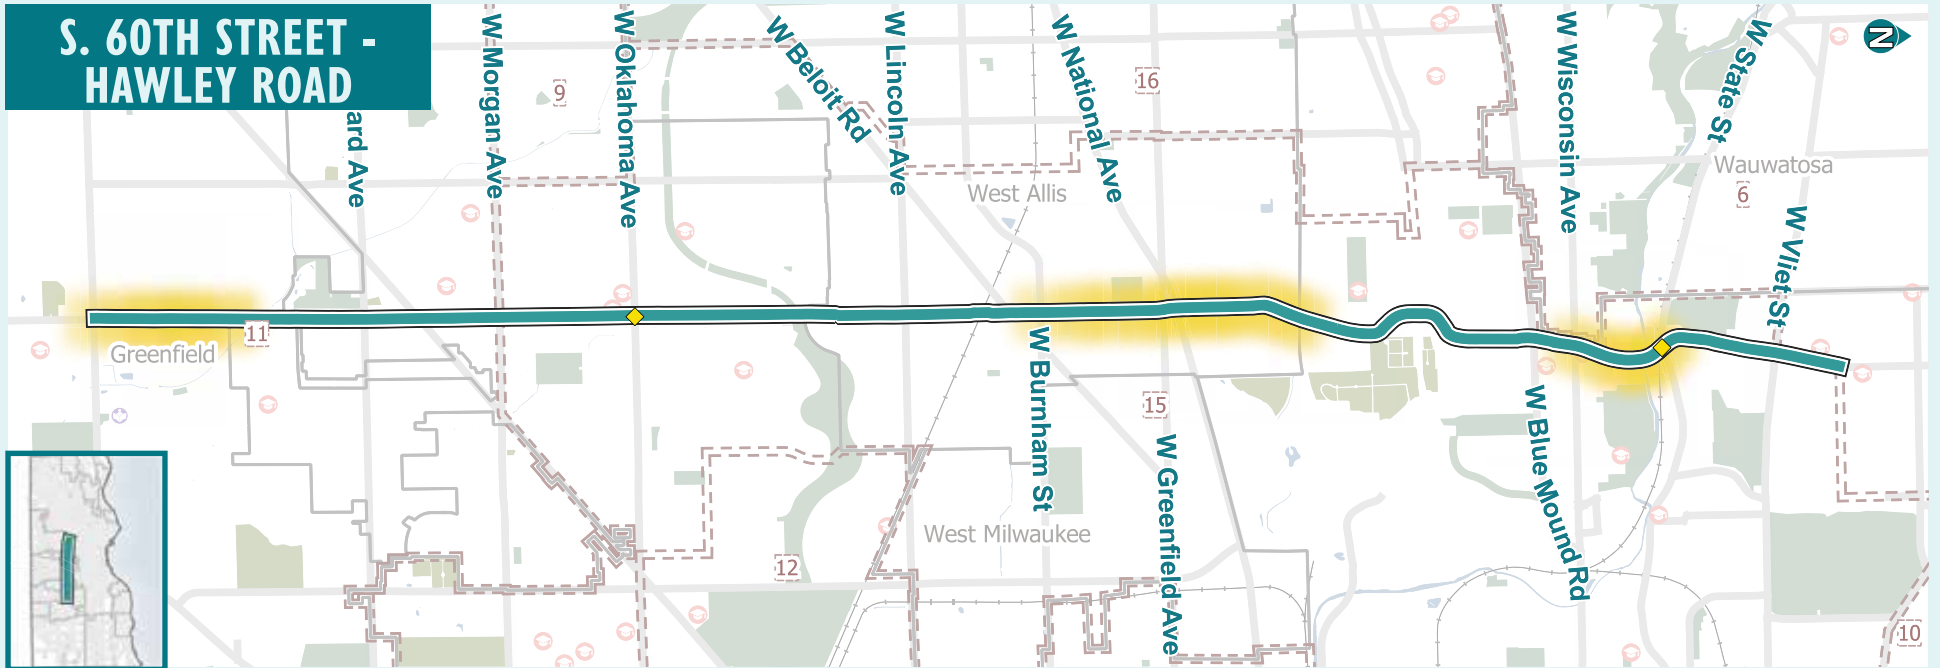 S. 60TH STREET -
HAWLEY ROAD
ard Ave
W Morgan Ave
W Oklahoma Ave
W Beloit Rd
W Lincoln Ave
W National Ave
W Wisconsin Ave
W State St
N
9
16
West Allis
Wauwatosa
6
W Vliet St
11
Greenfield
W Burnham St
15
W Greenfield Ave
W Blue Mound Rd
West Milwaukee
12
10